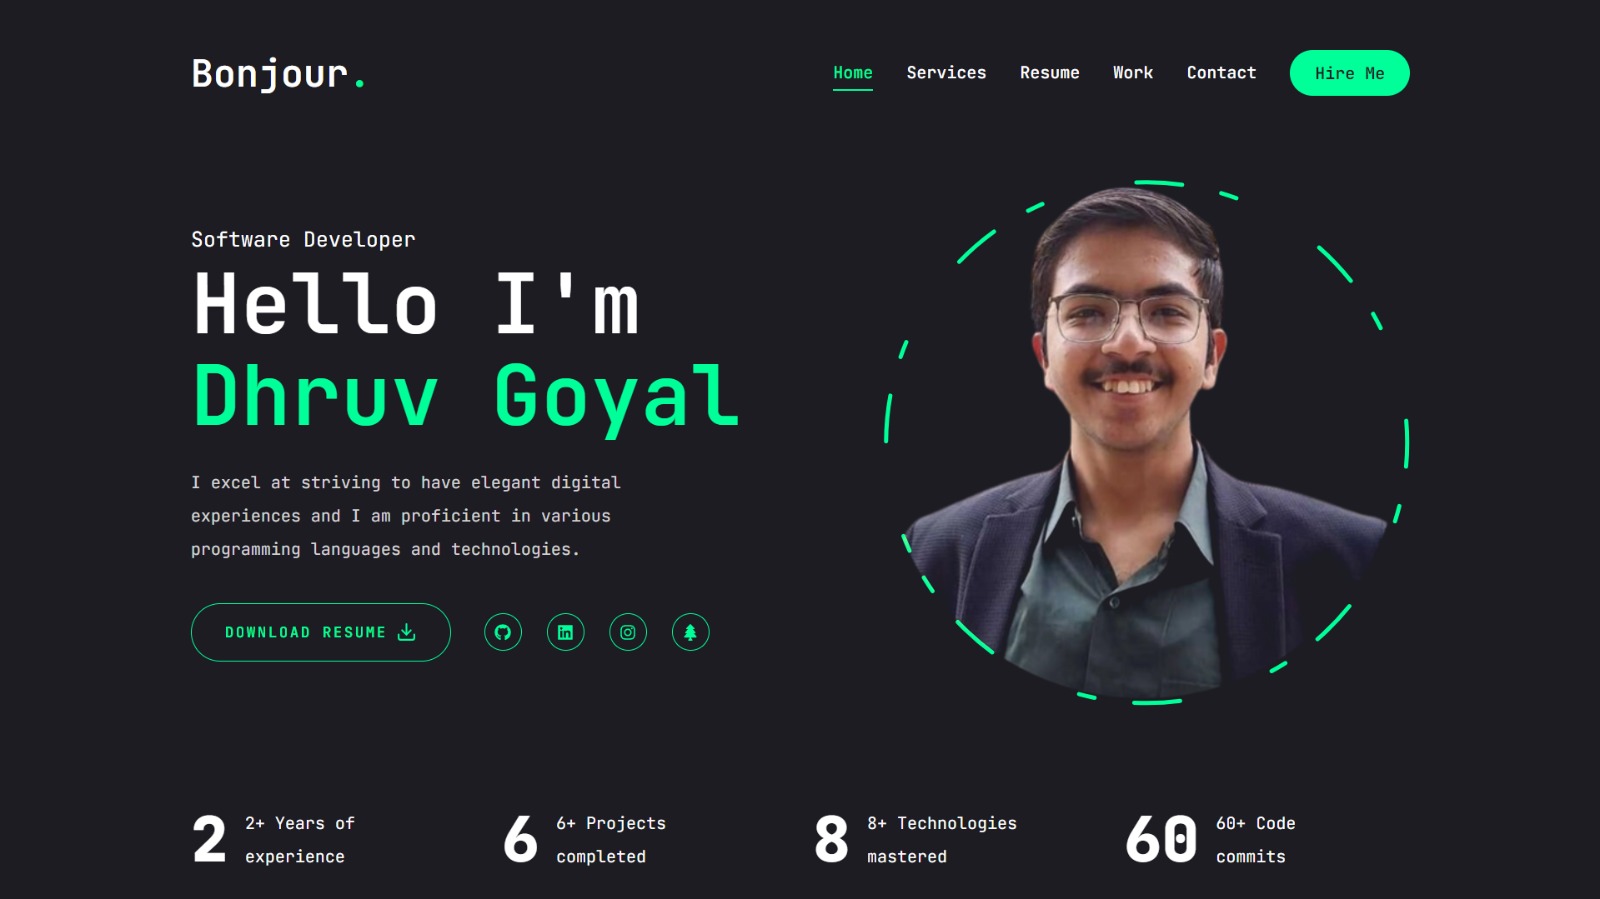 Bonjour.
Home Services Resume Work Contact Hire Me
Software Developer
Hello I'm
Dhruv Goyal
I excel at striving to have elegant digital
experiences and I am proficient in various
programming languages and technologies.
DOWNLOAD RESUME
in
2 2+ Years of
experience
6 6+ Projects
completed
8 8+ Technologies
mastered
60 60+ Code
commits